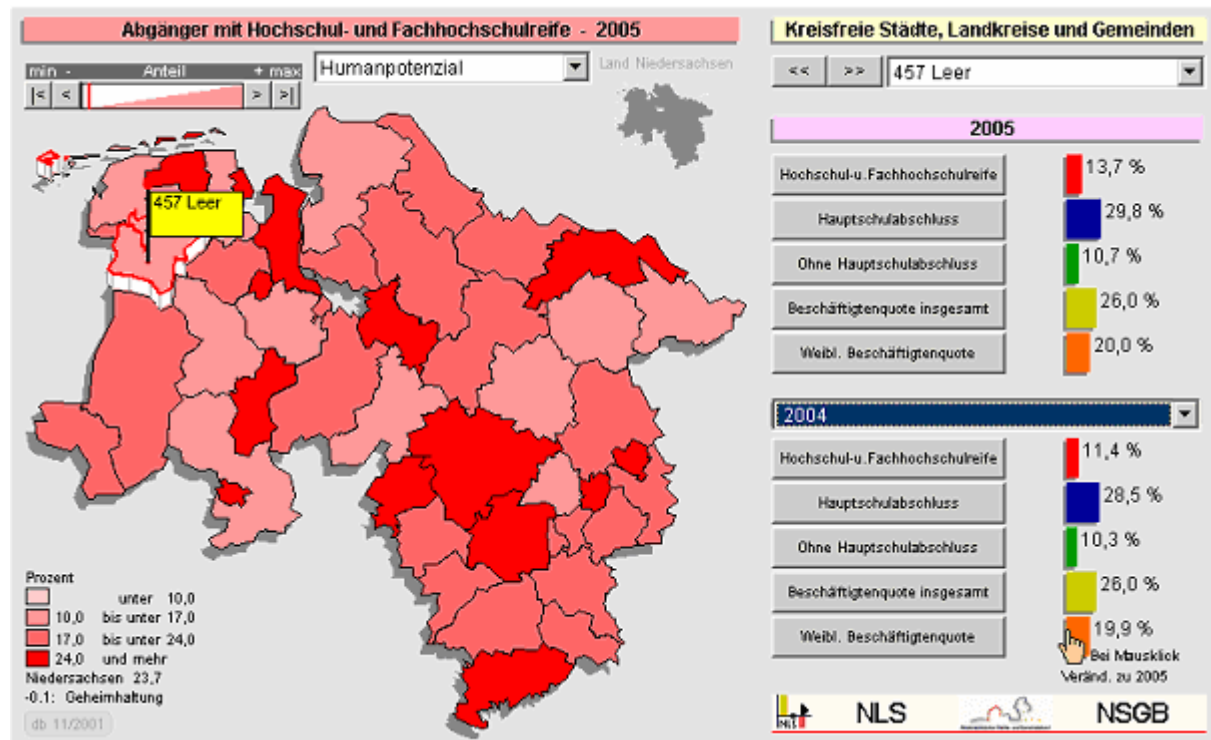 Abgänger mit Hochschul- und Fachhochschulreife - 2005
min - Anteil + max
|< < > >|
Humanpotenzial
Land Niedersachsen
457 Leer
Prozent
unter 10,0
10,0 bis unter 17,0
17,0 bis unter 24,0
24,0 und mehr
Niedersachsen 23,7
-0.1: Geheimhaltung
db 11/2001
Kreisfreie Städte, Landkreise und Gemeinden
<< >> 457 Leer
2005
Hochschul-u.Fachhochschulreife 13,7 %
Hauptschulabschluss 29,8 %
Ohne Hauptschulabschluss 10,7 %
Beschäftigtenquote insgesamt 26,0 %
Weibl. Beschäftigtenquote 20,0 %
2004
Hochschul-u.Fachhochschulreife 11,4 %
Hauptschulabschluss 28,5 %
Ohne Hauptschulabschluss 10,3 %
Beschäftigtenquote insgesamt 26,0 %
Weibl. Beschäftigtenquote 19,9 %
Bei Mausklick
Veränd. zu 2005
NLS NLS NSGB